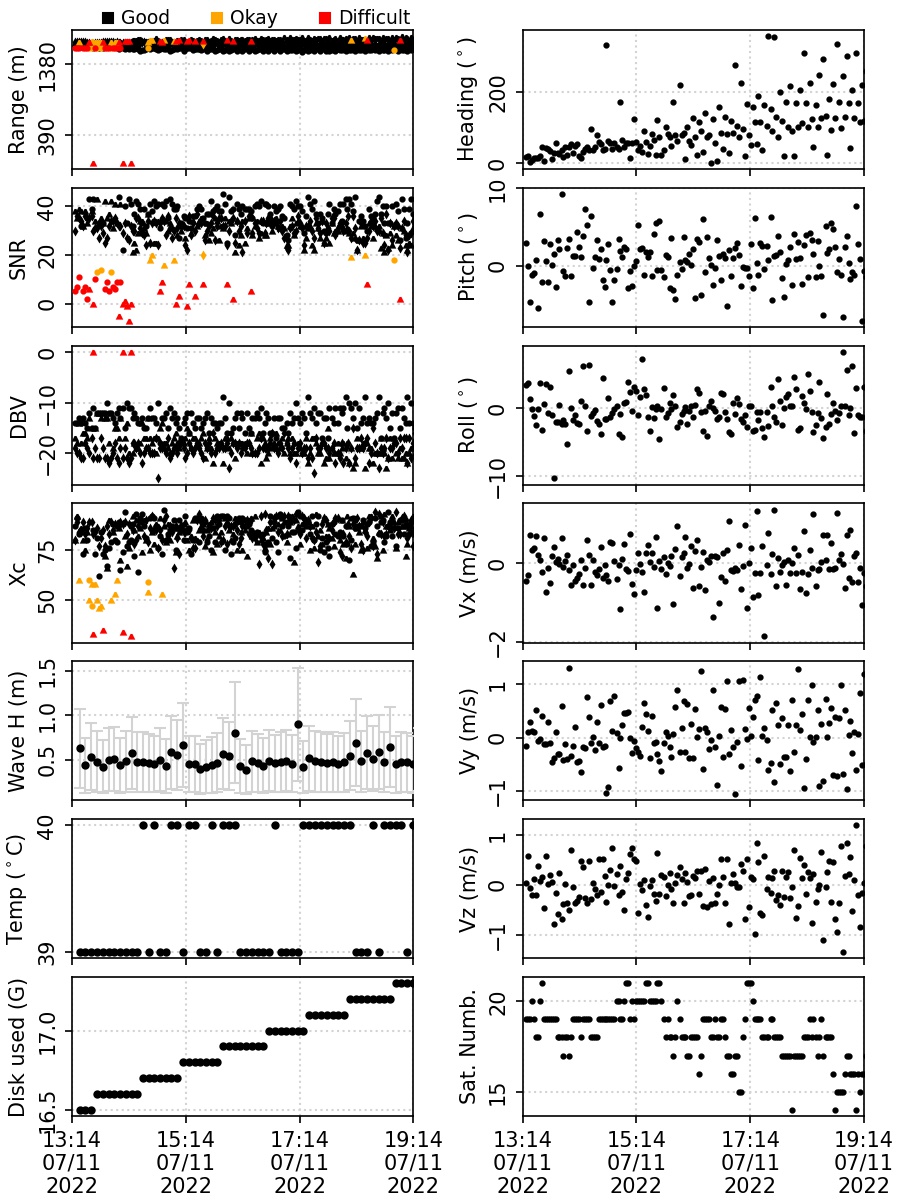 Good Okay Difficult
Range (m)
1380
390
Heading (°)
200
0
SNR
40
20
0
Pitch (°)
10
0
DBV
0
−10
−20
Roll (°)
0
−10
Xc
75
50
Vx (m/s)
0
−2
Wave H (m)
1.5
1.0
0.5
Vy (m/s)
1
0
−1
Temp (°C)
40
39
Vz (m/s)
1
0
−1
Disk used (G)
17.0
16.5
Sat. Numb.
20
15
13:14 15:14 17:14 19:14
07/11 07/11 07/11 07/11
2022 2022 2022 2022
13:14 15:14 17:14 19:14
07/11 07/11 07/11 07/11
2022 2022 2022 2022